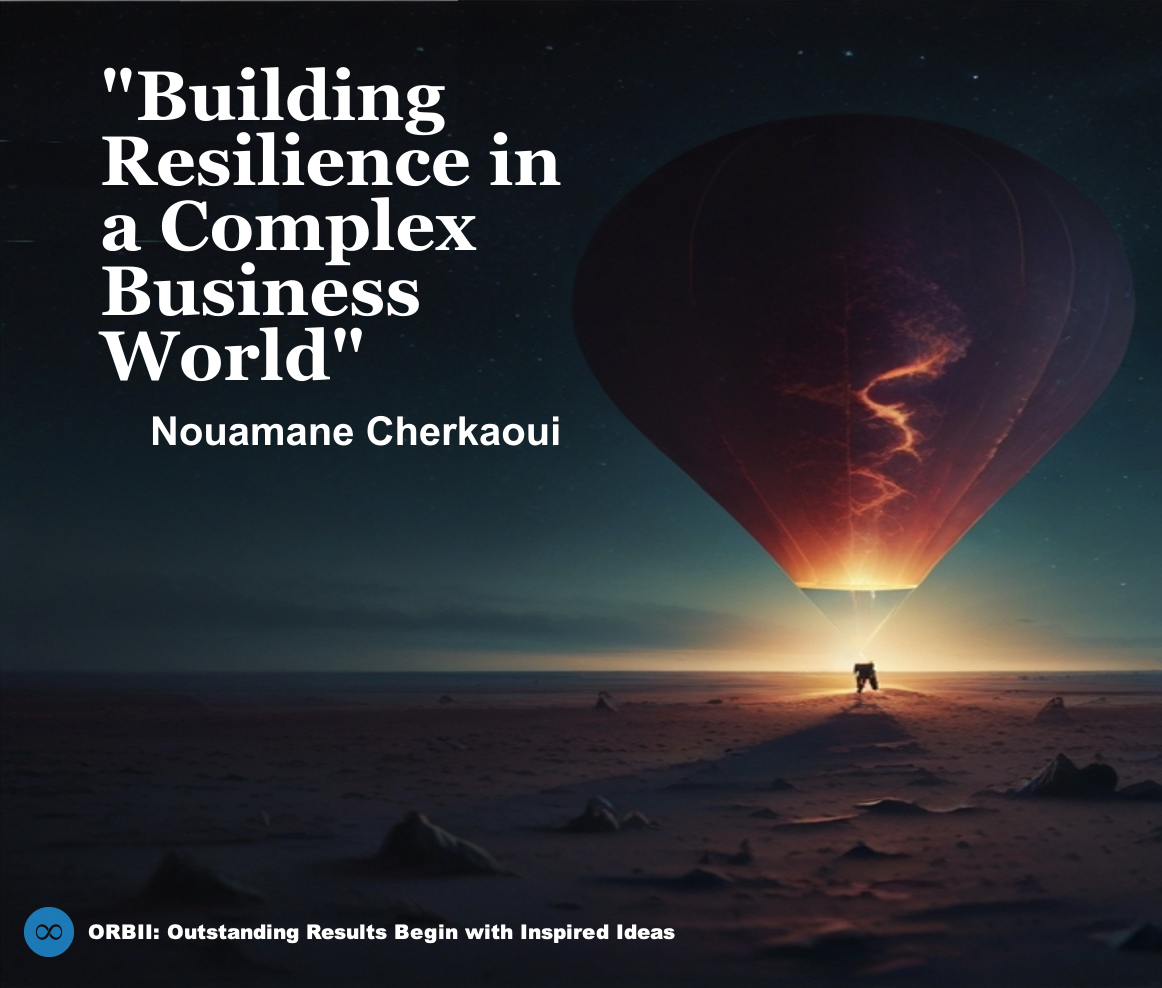 "Building
Resilience in
a Complex
Business
World"
Nouamane Cherkaoui
ORBII: Outstanding Results Begin with Inspired Ideas